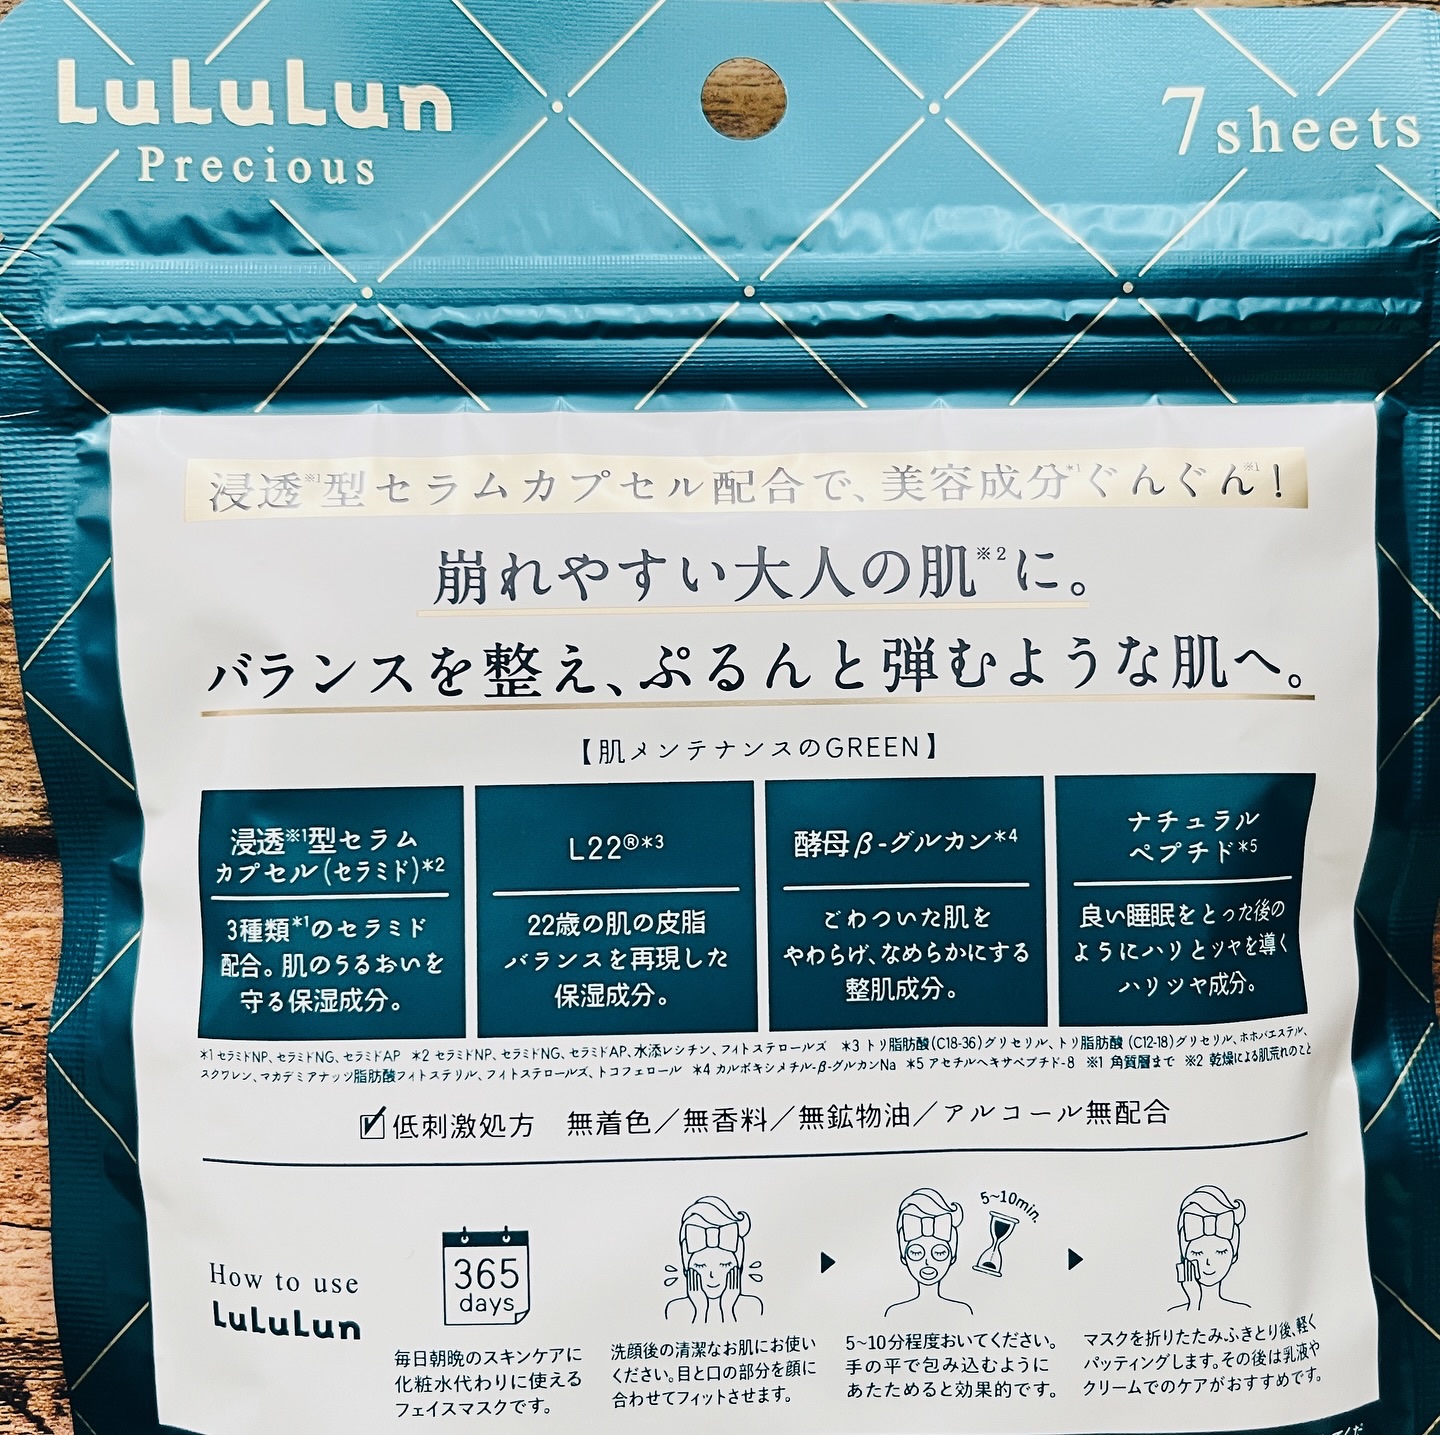 LuLuLun
Precious
7sheets
浸透※1型セラムカプセル配合で、美容成分*1ぐんぐん※1！
崩れやすい大人の肌※2に。
バランスを整え、ぷるんと弾むような肌へ。
【肌メンテナンスのGREEN】
浸透※1型セラム
カプセル(セラミド)*2
3種類*1のセラミド
配合。肌のうるおいを
守る保湿成分。
L22®*3
22歳の肌の皮脂
バランスを再現した
保湿成分。
酵母β-グルカン*4
ごわついた肌を
やわらげ、なめらかにする
整肌成分。
ナチュラル
ペプチド*5
良い睡眠をとった後の
ようにハリとツヤを導く
ハリツヤ成分。
*1 セラミドNP、セラミドNG、セラミドAP *2 セラミドNP、セラミドNG、セラミドAP、水添レシチン、フィトステロールズ *3 トリ脂肪酸(C18-36)グリセリル、トリ脂肪酸(C12-18)グリセリル、ホホバエステル、
スクワレン、マカデミアナッツ脂肪酸フィトステリル、フィトステロールズ、トコフェロール *4 カルボキシメチル-β-グルカンNa *5 アセチルヘキサペプチド-8 ※1 角質層まで ※2 乾燥による肌荒れのこと
低刺激処方 無着色／無香料／無鉱物油／アルコール無配合
How to use
LuLuLun
365
days
毎日朝晩のスキンケアに
化粧水代わりに使える
フェイスマスクです。
洗顔後の清潔なお肌にお使い
ください。目と口の部分を顔に
合わせてフィットさせます。
5~10min.
5~10分程度おいてください。
手の平で包み込むように
あたためると効果的です。
マスクを折りたたみふきとり後、軽く
パッティングします。その後は乳液や
クリームでのケアがおすすめです。